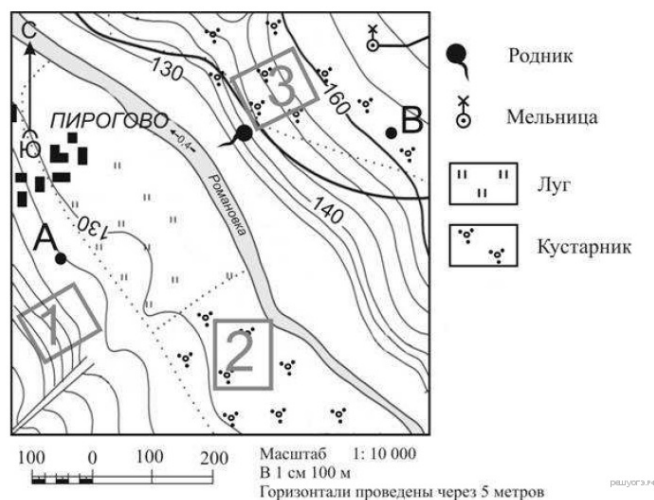 С
Ю
130
3
160
ПИРОГОВО
В
0,4
Романовка
140
130
А
1
2
Родник
Мельница
Луг
Кустарник
100 0 100 200
Масштаб 1: 10 000
В 1 см 100 м
Горизонтали проведены через 5 метров